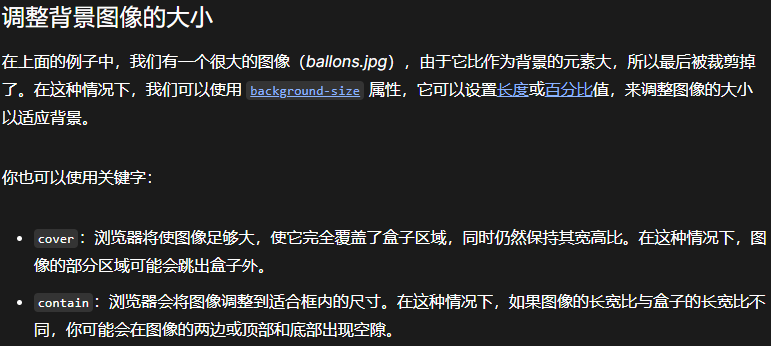 调整背景图像的大小
在上面的例子中，我们有一个很大的图像（ballons.jpg），由于它比作为背景的元素大，所以最后被裁剪掉
了。在这种情况下，我们可以使用 background-size 属性，它可以设置长度或百分比值，来调整图像的大小
以适应背景。
你也可以使用关键字：
• cover：浏览器将使图像足够大，使它完全覆盖了盒子区域，同时仍然保持其宽高比。在这种情况下，图
像的部分区域可能会跳出盒子外。
• contain：浏览器会将图像调整到适合框内的尺寸。在这种情况下，如果图像的长宽比与盒子的长宽比不
同，你可能会在图像的两边或顶部和底部出现空隙。